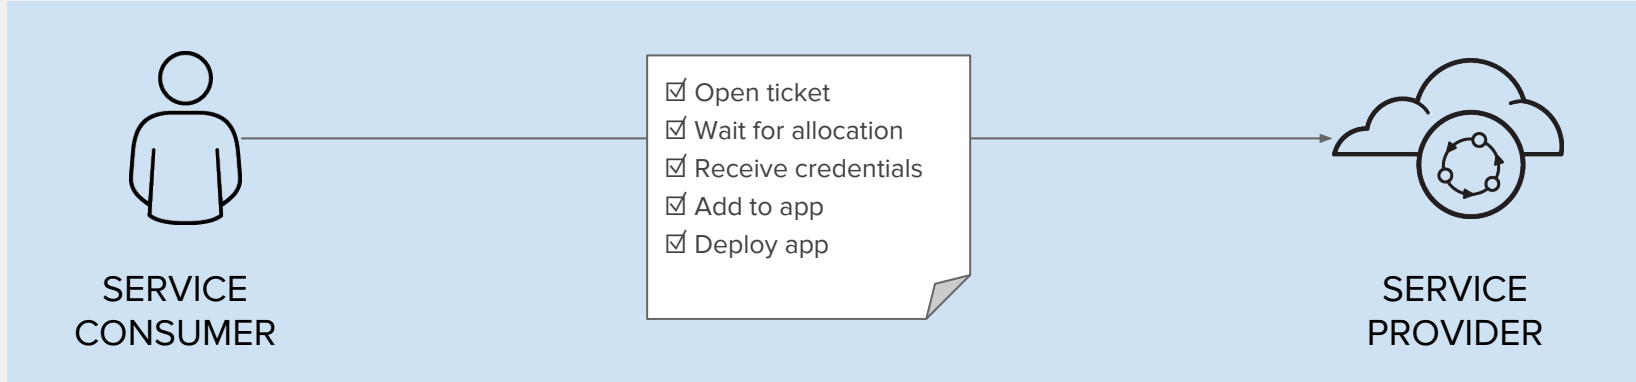 Open ticket
Wait for allocation
Receive credentials
Add to app
Deploy app
SERVICE
CONSUMER
SERVICE
PROVIDER